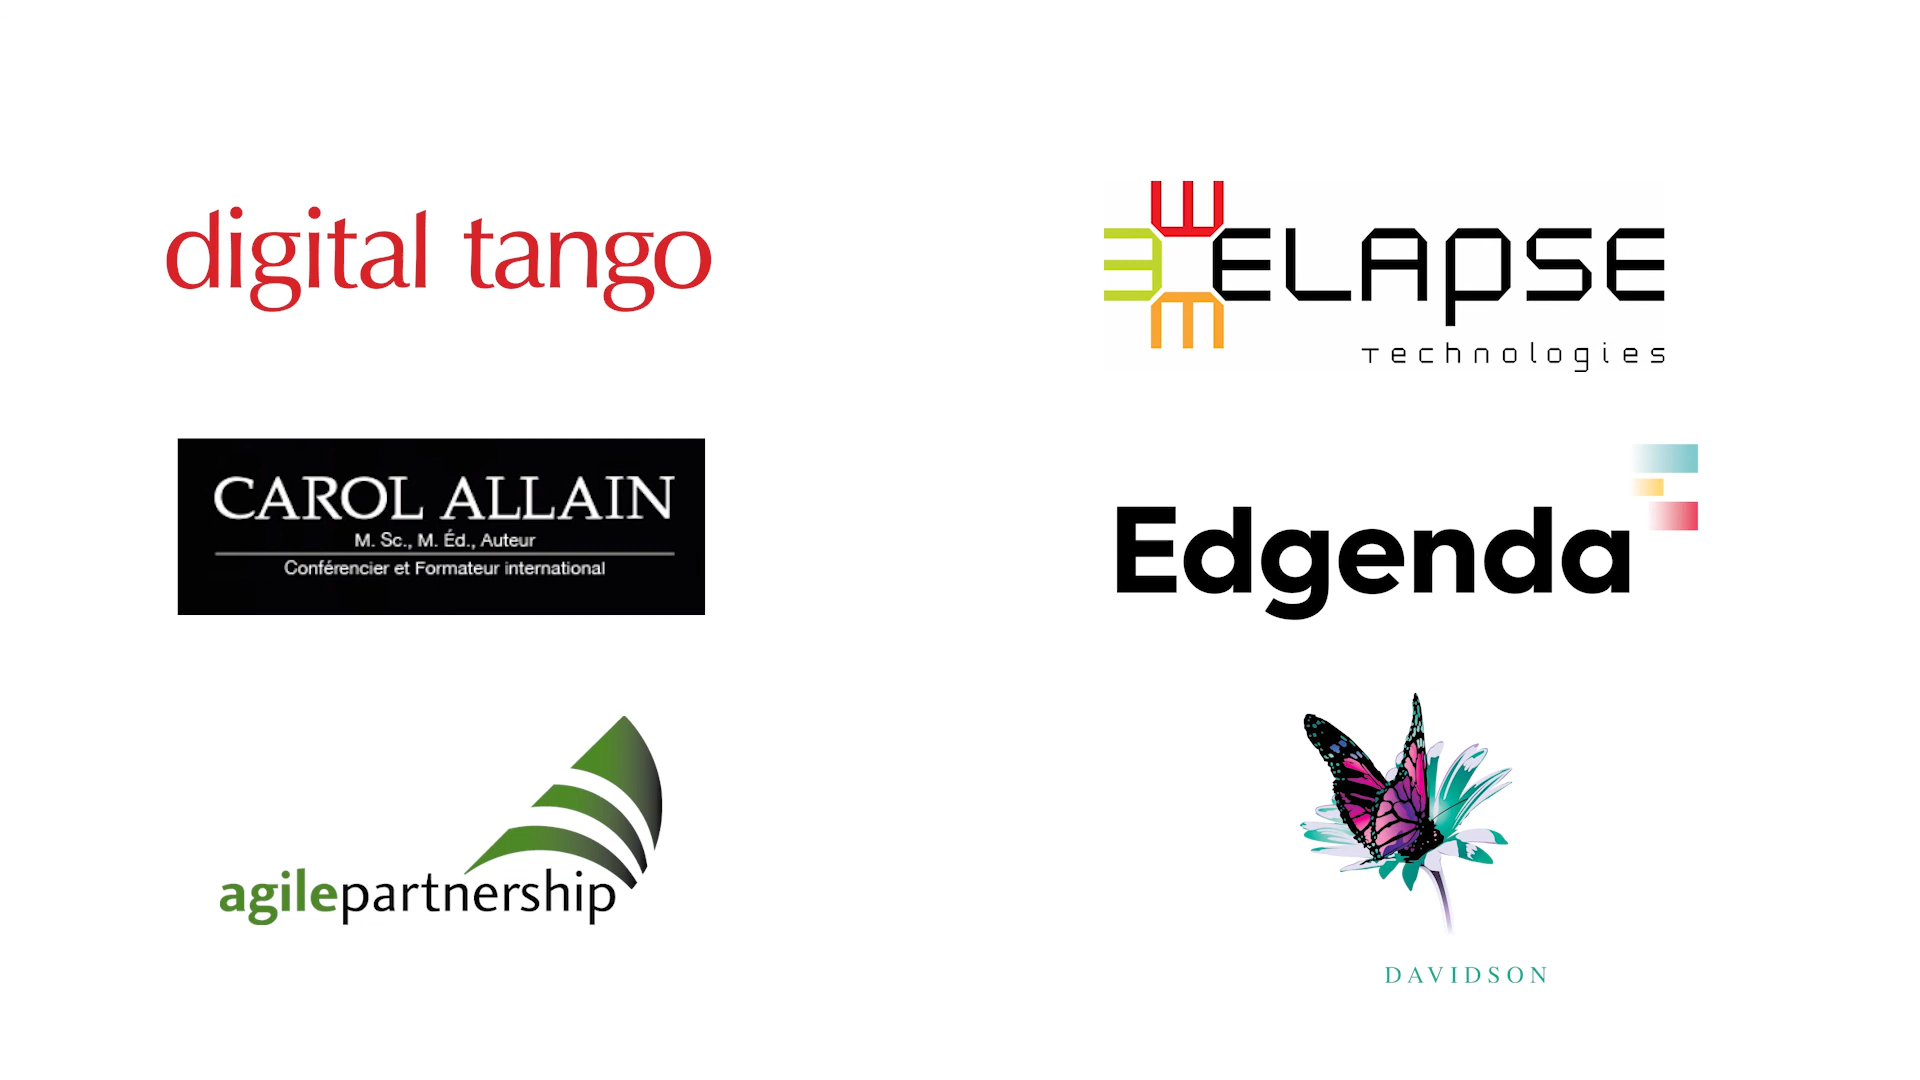 digital tango
ELAPSE
Technologies
CAROL ALLAIN
M. Sc., M. Éd., Auteur
Conférencier et Formateur international
Edgenda
agilepartnership
DAVIDSON